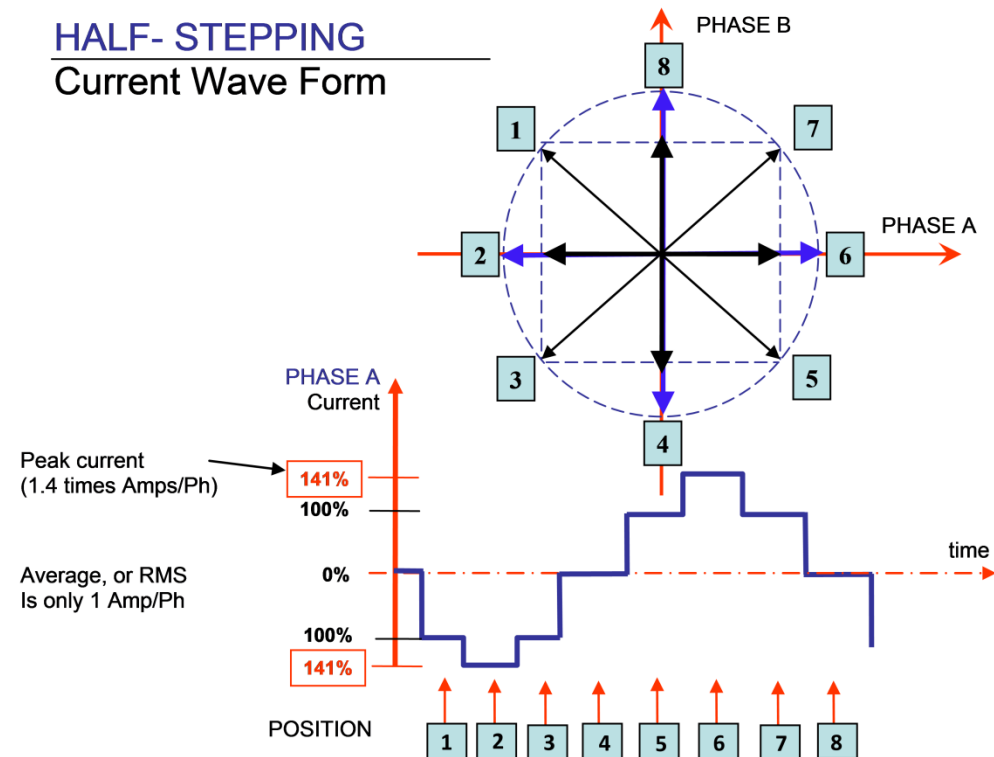 HALF- STEPPING
Current Wave Form
PHASE B
8
1
7
PHASE A
2
6
3
5
4
PHASE A
Current
Peak current
(1.4 times Amps/Ph)
141%
100%
time
Average, or RMS
Is only 1 Amp/Ph
0%
100%
141%
POSITION
1 2 3 4 5 6 7 8